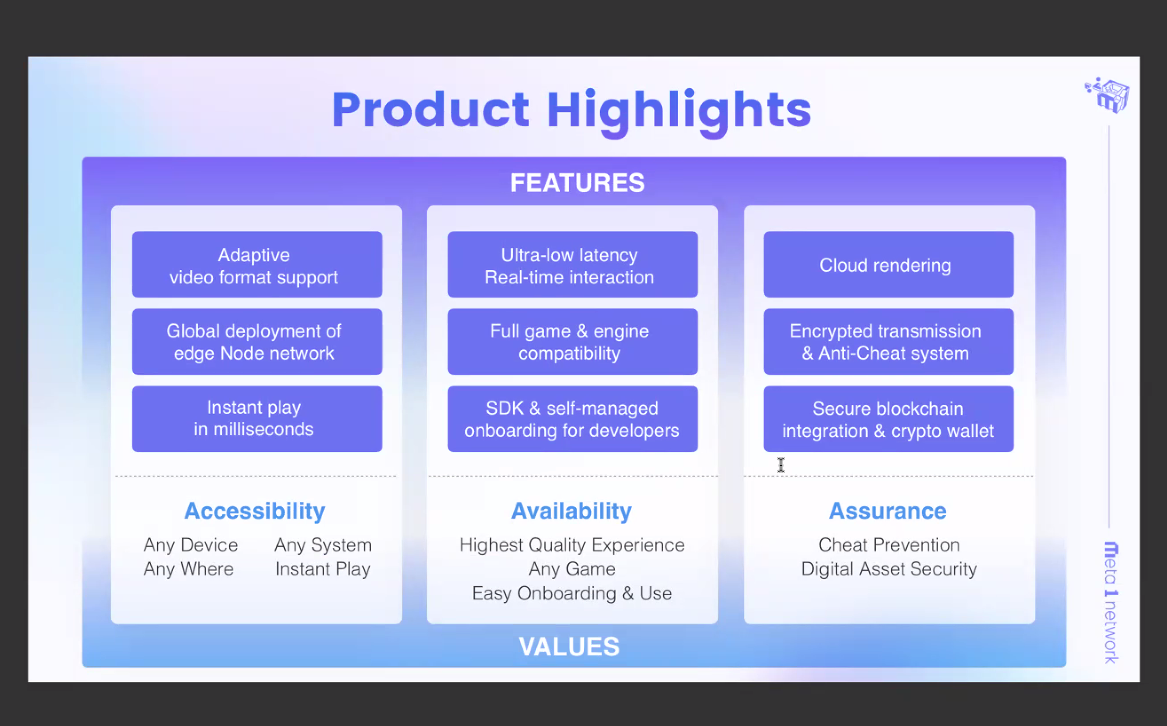 Product Highlights
FEATURES
Adaptive
video format support
Global deployment of
edge Node network
Instant play
in milliseconds
Accessibility
Any Device
Any System
Any Where
Instant Play
Ultra-low latency
Real-time interaction
Full game & engine
compatibility
SDK & self-managed
onboarding for developers
Availability
Highest Quality Experience
Any Game
Easy Onboarding & Use
Cloud rendering
Encrypted transmission
& Anti-Cheat system
Secure blockchain
integration & crypto wallet
Assurance
Cheat Prevention
Digital Asset Security
VALUES
Meta 1 network